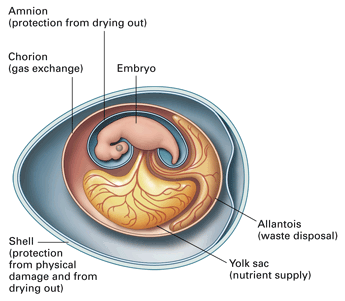 Amnion
(protection from drying out)
Chorion
(gas exchange)
Embryo
Allantois
(waste disposal)
Yolk sac
(nutrient supply)
Shell
(protection
from physical
damage and from
drying out)